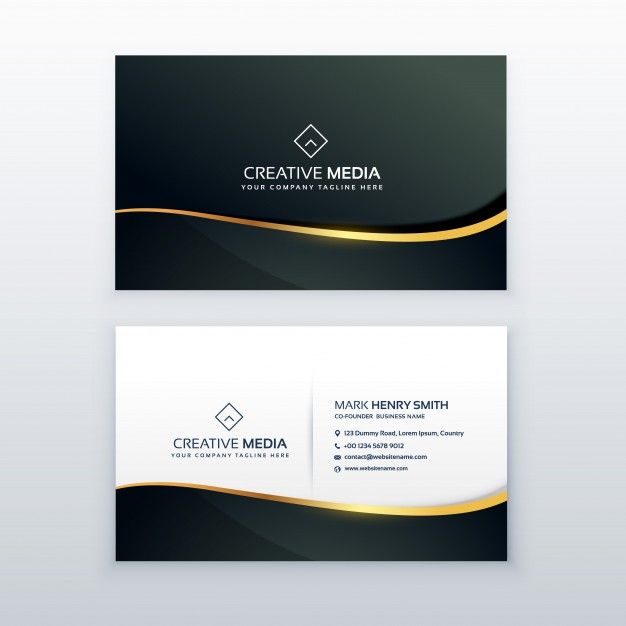 CREATIVE MEDIA
YOUR COMPANY TAGLINE HERE
CREATIVE MEDIA
YOUR COMPANY TAGLINE HERE
MARK HENRY SMITH
CO-FOUNDER BUSINESS NAME
123 Dummy Road, Lorem Ipsum, Country
+00 1234 5678 9012
contact@websitename
www.websitename.com